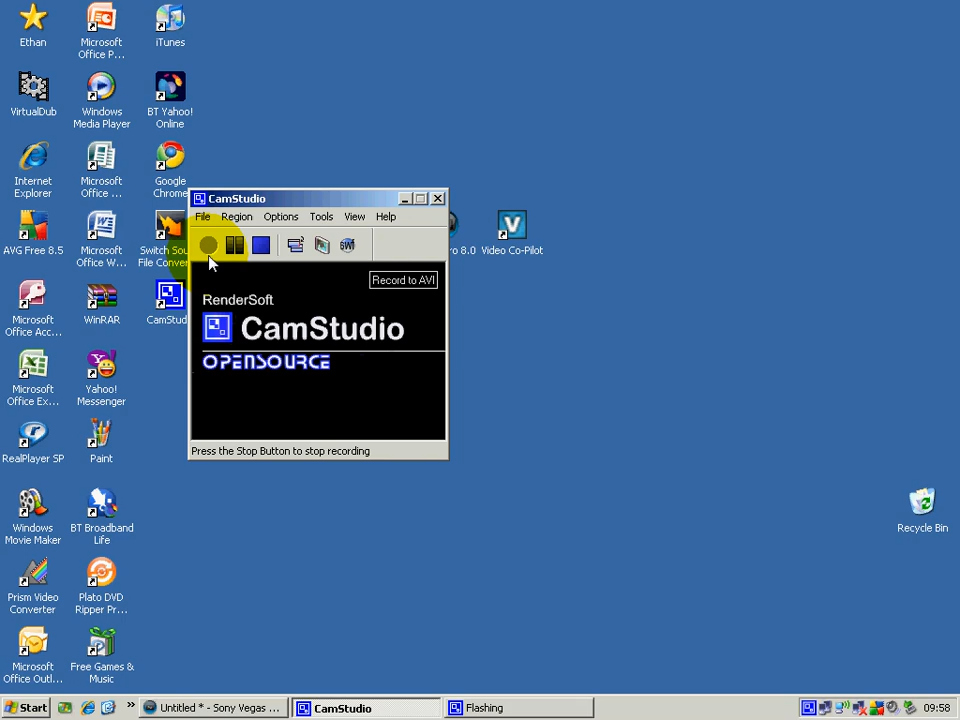 Ethan
Microsoft
Office P...
iTunes
VirtualDub
Windows
Media Player
BT Yahoo!
Online
Internet
Explorer
Microsoft
Office ...
Google
Chrome
AVG Free 8.5
Microsoft
Office W...
Switch Sou
File Conver
ro 8.0
Video Co-Pilot
Microsoft
Office Acc...
WinRAR
CamStud
Microsoft
Office Ex...
Yahoo!
Messenger
RealPlayer SP
Paint
Windows
Movie Maker
BT Broadband
Life
Prism Video
Converter
Plato DVD
Ripper Pr...
Microsoft
Office Outl...
Free Games &
Music
CamStudio
File Region Options Tools View Help
SWF
Record to AVI
RenderSoft
CamStudio
OPENSOURCE
Press the Stop Button to stop recording
Recycle Bin
Start
Untitled * - Sony Vegas ...
CamStudio
Flashing
09:58